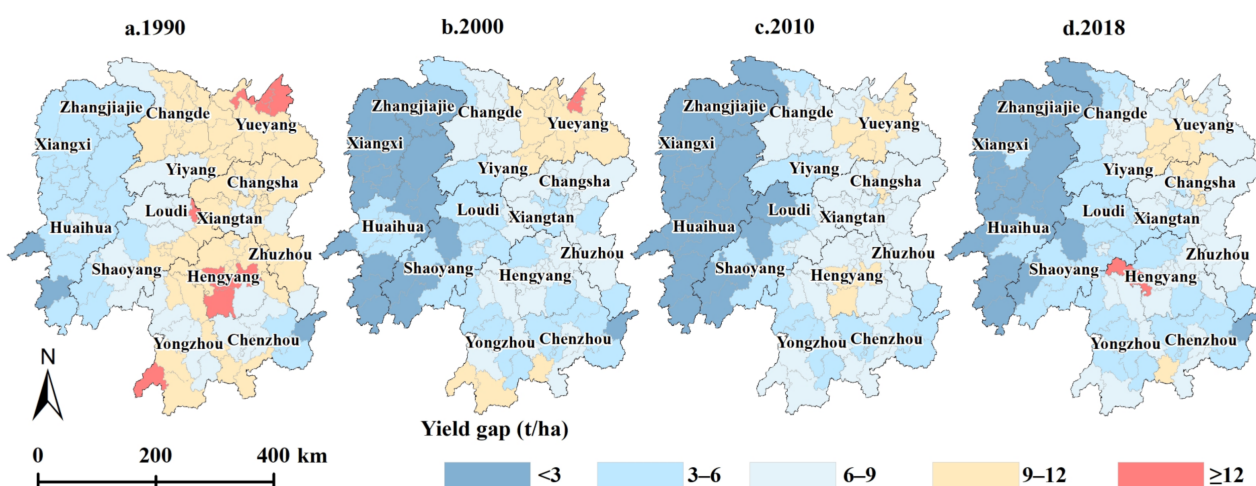 a.1990
b.2000
c.2010
d.2018
Zhangjiajie
Changde
Yueyang
Xiangxi
Yiyang
Changsha
Loudi
Xiangtan
Huaihua
Zhuzhou
Shaoyang
Hengyang
Yongzhou
Chenzhou
Zhangjiajie
Changde
Yueyang
Xiangxi
Yiyang
Changsha
Loudi
Xiangtan
Huaihua
Zhuzhou
Shaoyang
Hengyang
Yongzhou
Chenzhou
Zhangjiajie
Changde
Yueyang
Xiangxi
Yiyang
Changsha
Loudi
Xiangtan
Huaihua
Zhuzhou
Shaoyang
Hengyang
Yongzhou
Chenzhou
Zhangjiajie
Changde
Yueyang
Xiangxi
Yiyang
Changsha
Loudi
Xiangtan
Huaihua
Zhuzhou
Shaoyang
Hengyang
Yongzhou
Chenzhou
N
0 200 400 km
Yield gap (t/ha)
<3 3–6 6–9 9–12 ≥12